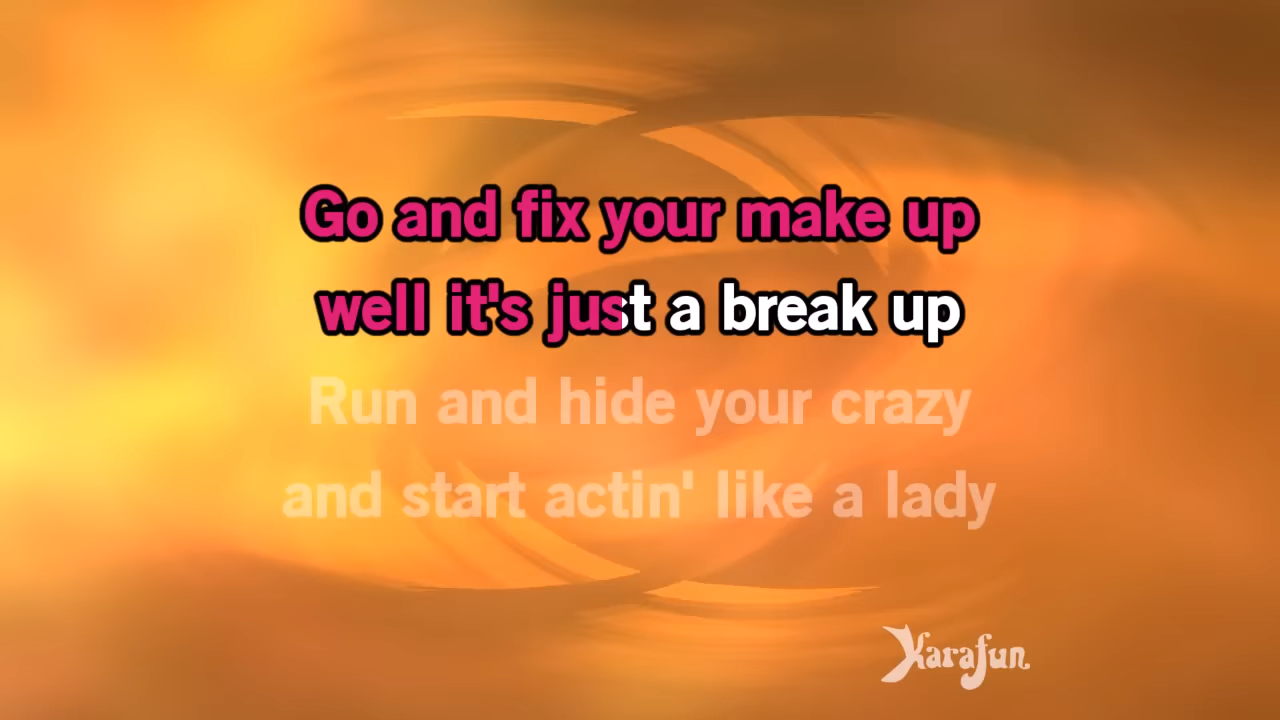 Go and fix your make up
well it's just a break up
Run and hide your crazy
and start actin' like a lady
Karafun